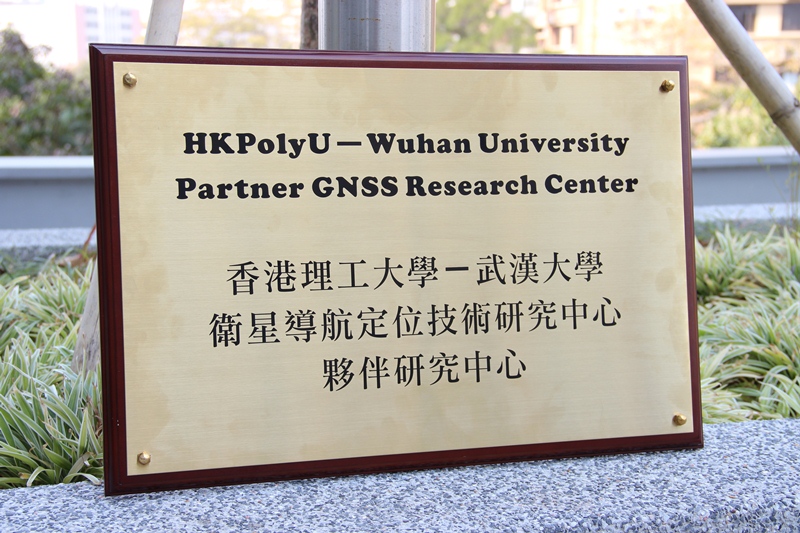 HKPolyU – Wuhan University
Partner GNSS Research Center
香港理工大學－武漢大學
衛星導航定位技術研究中心
夥伴研究中心